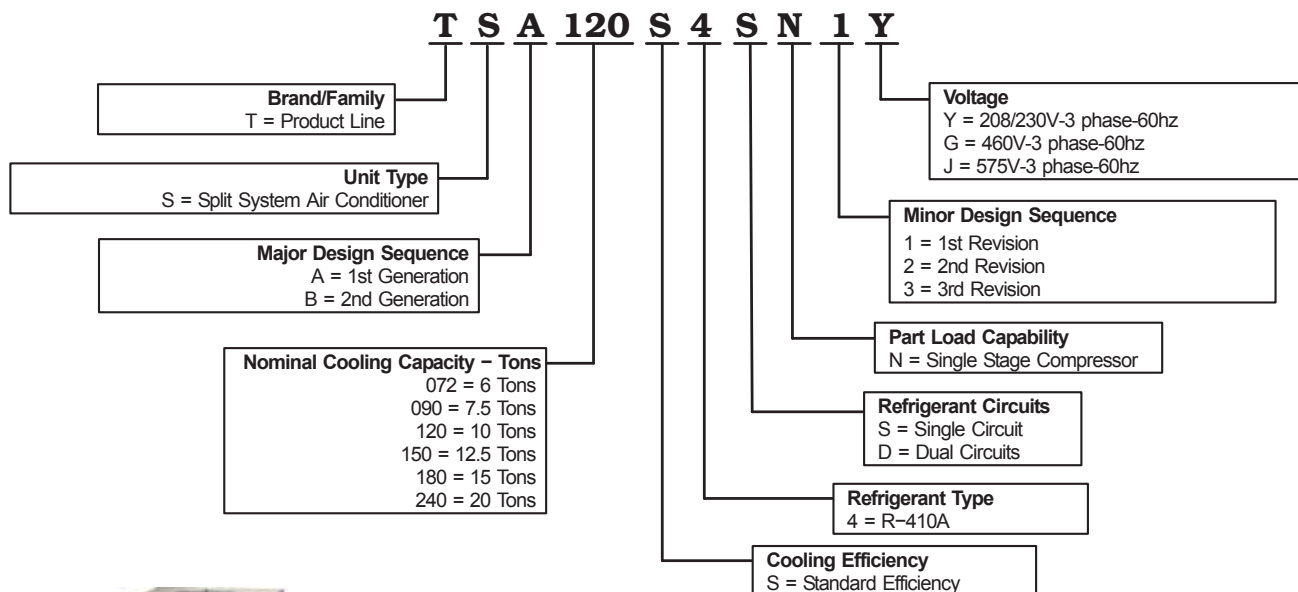 T S A 120 S 4 S N 1 Y
Brand/Family
T = Product Line
Unit Type
S = Split System Air Conditioner
Major Design Sequence
A = 1st Generation
B = 2nd Generation
Nominal Cooling Capacity − Tons
072 = 6 Tons
090 = 7.5 Tons
120 = 10 Tons
150 = 12.5 Tons
180 = 15 Tons
240 = 20 Tons
Voltage
Y = 208/230V-3 phase-60hz
G = 460V-3 phase-60hz
J = 575V-3 phase-60hz
Minor Design Sequence
1 = 1st Revision
2 = 2nd Revision
3 = 3rd Revision
Part Load Capability
N = Single Stage Compressor
Refrigerant Circuits
S = Single Circuit
D = Dual Circuits
Refrigerant Type
4 = R−410A
Cooling Efficiency
S = Standard Efficiency